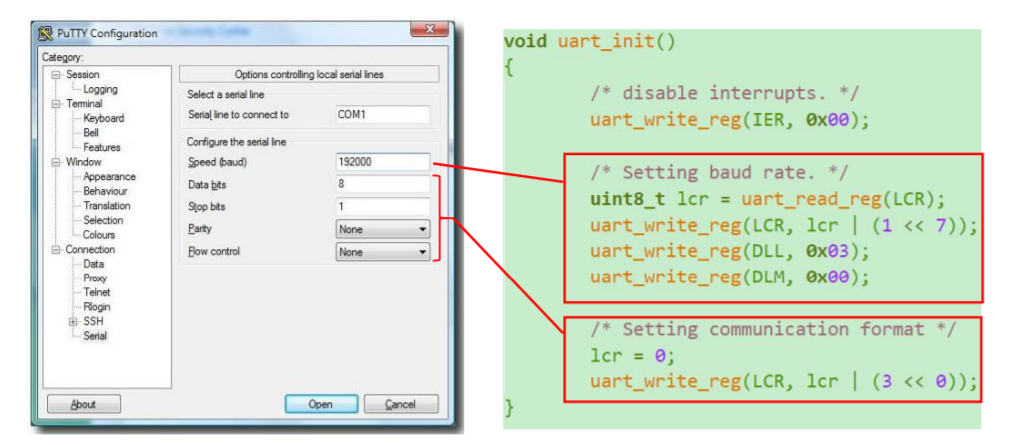 PuTTY Configuration
Category:
Session
Logging
Terminal
Keyboard
Bell
Features
Window
Appearance
Behaviour
Translation
Selection
Colours
Connection
Data
Proxy
Telnet
Rlogin
SSH
Serial
Options controlling local serial lines
Select a serial line
Serial line to connect to COM1
Configure the serial line
Speed (baud) 192000
Data bits 8
Stop bits 1
Parity None
Flow control None
About Open Cancel
void uart_init()
{
/* disable interrupts. */
uart_write_reg(IER, 0x00);
/* Setting baud rate. */
uint8_t lcr = uart_read_reg(LCR);
uart_write_reg(LCR, lcr | (1 << 7));
uart_write_reg(DLL, 0x03);
uart_write_reg(DLM, 0x00);
/* Setting communication format */
lcr = 0;
uart_write_reg(LCR, lcr | (3 << 0));
}